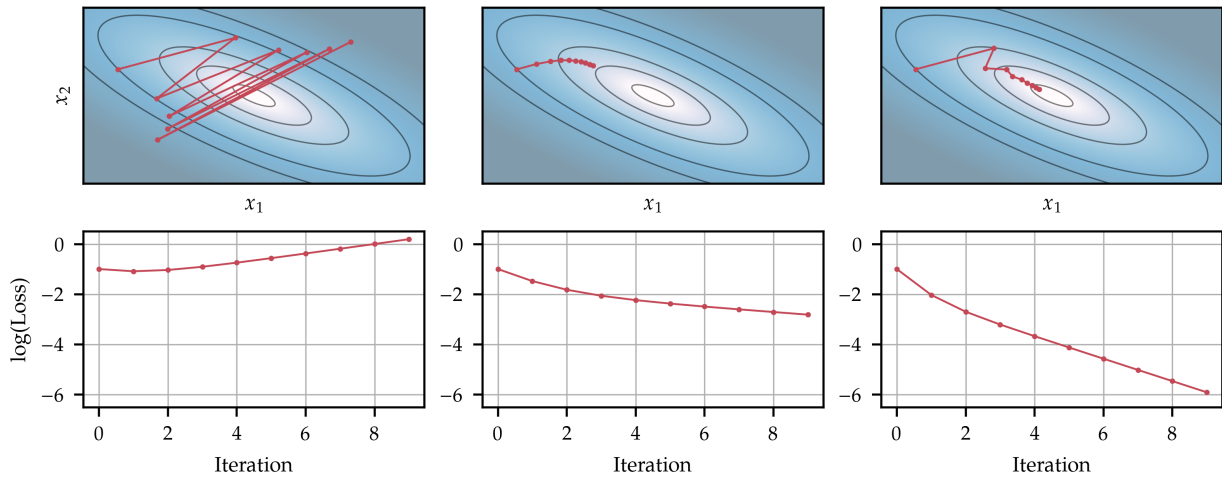 x₂
x₁ x₁ x₁
log(Loss)
0 0 0
−2 −2 −2
−4 −4 −4
−6 −6 −6
0 2 4 6 8 0 2 4 6 8 0 2 4 6 8
Iteration Iteration Iteration